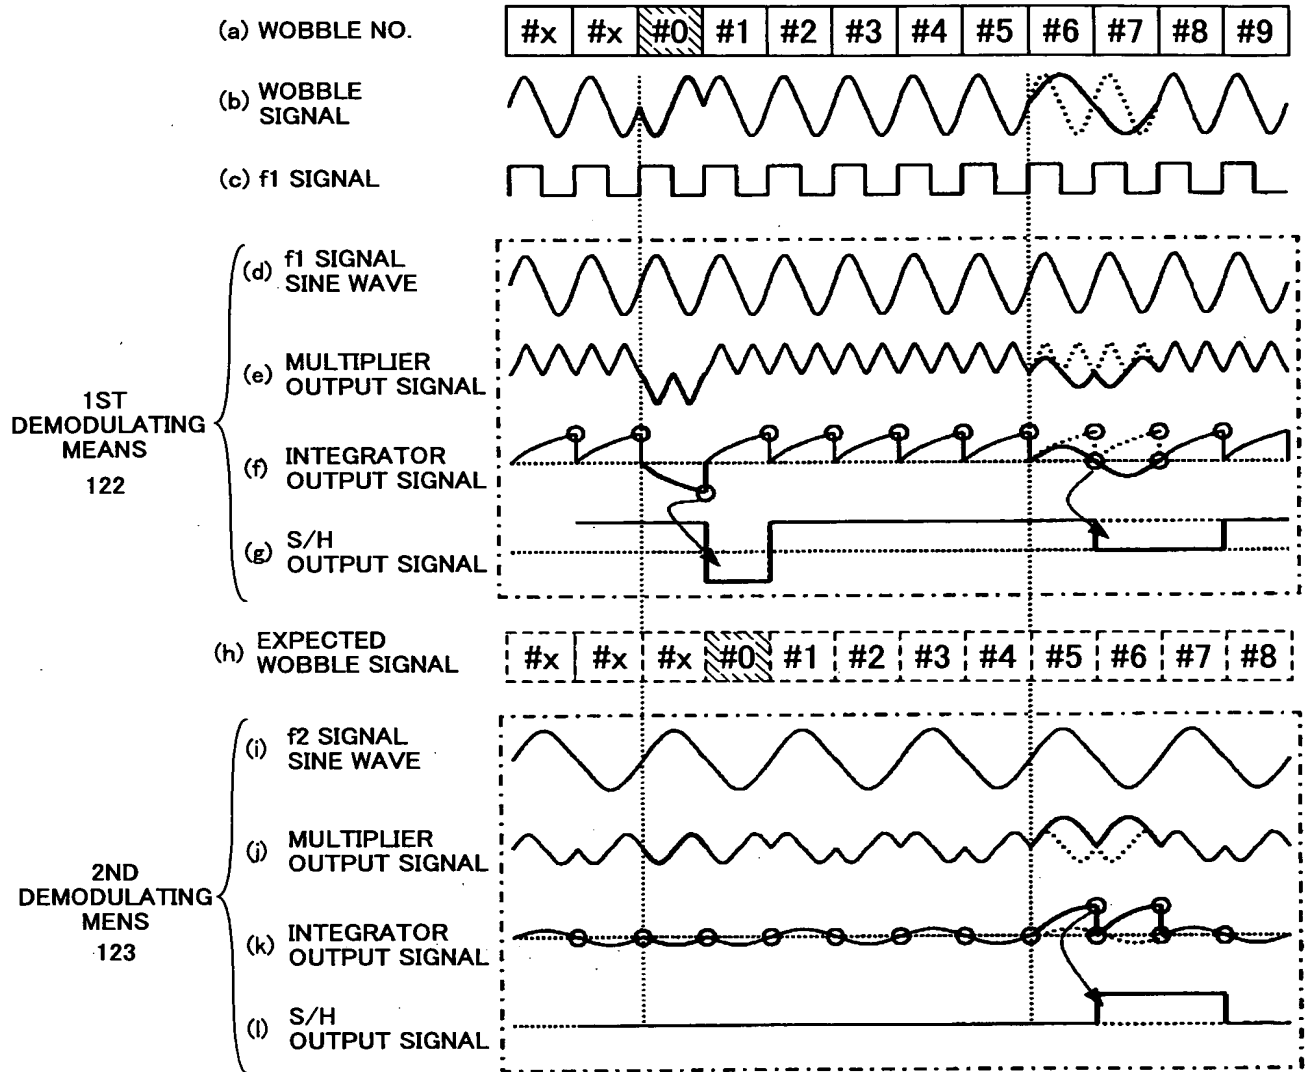 (a) WOBBLE NO.
#x #x #0 #1 #2 #3 #4 #5 #6 #7 #8 #9
(b) WOBBLE
SIGNAL
(c) f1 SIGNAL
1ST
DEMODULATING
MEANS
122
(d) f1 SIGNAL
SINE WAVE
(e) MULTIPLIER
OUTPUT SIGNAL
(f) INTEGRATOR
OUTPUT SIGNAL
(g) S/H
OUTPUT SIGNAL
(h) EXPECTED
WOBBLE SIGNAL
#x #x #x #0 #1 #2 #3 #4 #5 #6 #7 #8
2ND
DEMODULATING
MENS
123
(i) f2 SIGNAL
SINE WAVE
(j) MULTIPLIER
OUTPUT SIGNAL
(k) INTEGRATOR
OUTPUT SIGNAL
(l) S/H
OUTPUT SIGNAL